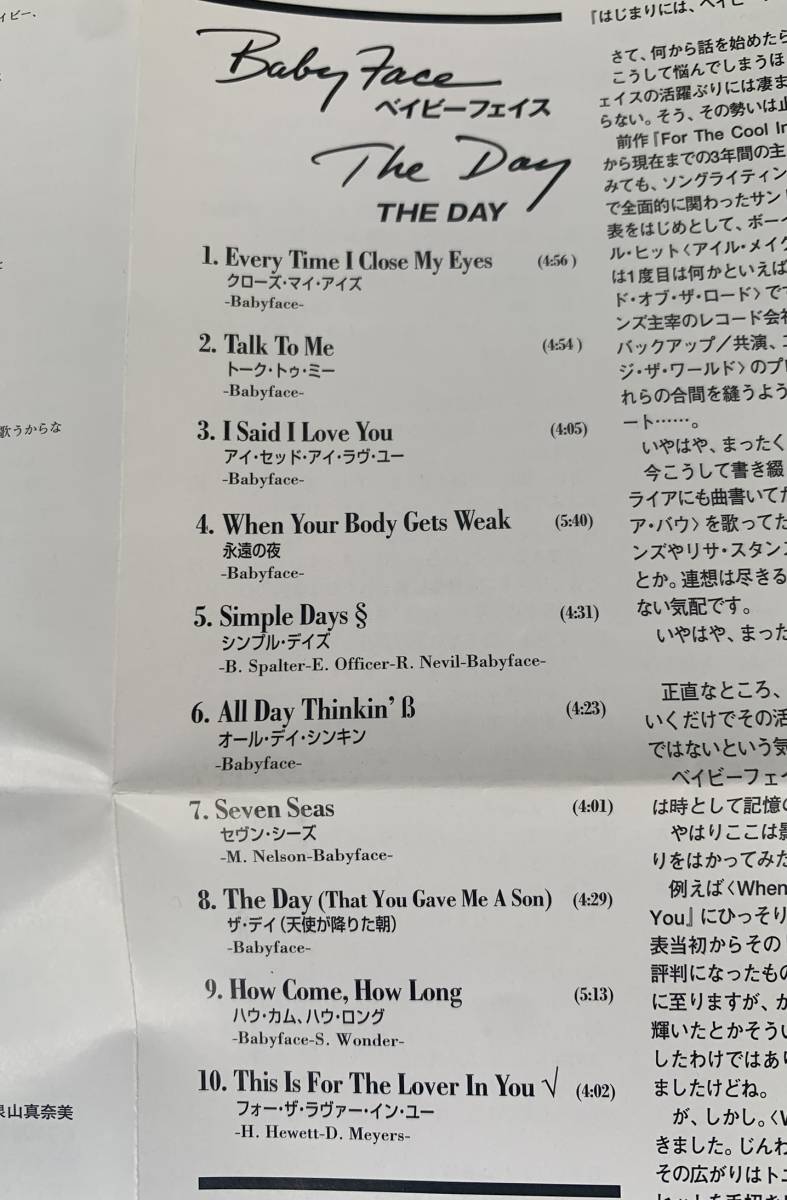 イビー、
歌うからな
泉山真奈美
Baby Face
ベイビーフェイス
The Day
THE DAY
1. Every Time I Close My Eyes (4:56)
クローズ・マイ・アイズ
-Babyface-
2. Talk To Me (4:54)
トーク・トゥ・ミー
-Babyface-
3. I Said I Love You (4:05)
アイ・セッド・アイ・ラヴ・ユー
-Babyface-
4. When Your Body Gets Weak (5:40)
永遠の夜
-Babyface-
5. Simple Days § (4:31)
シンプル・デイズ
-B. Spalter-E. Officer-R. Nevil-Babyface-
6. All Day Thinkin' ß (4:23)
オール・デイ・シンキン
-Babyface-
7. Seven Seas (4:01)
セヴン・シーズ
-M. Nelson-Babyface-
8. The Day (That You Gave Me A Son) (4:29)
ザ・デイ（天使が降りた朝）
-Babyface-
9. How Come, How Long (5:13)
ハウ・カム、ハウ・ロング
-Babyface-S. Wonder-
10. This Is For The Lover In You √ (4:02)
フォー・ザ・ラヴァー・イン・ユー
-H. Hewett-D. Meyers-
『はじまりには、ベイビー
さて、何から話を始めたら
こうして悩んでしまうほ
ェイスの活躍ぶりには凄ま
らない。そう、その勢いは止
前作『For The Cool In
から現在までの3年間の主
みても、ソングライティン
で全面的に関わったサント
表をはじめとして、ボーイ
ル・ヒット〈アイル・メイク
は1度目は何かといえば
ド・オブ・ザ・ロード〉でで
ンズ主宰のレコード会社
バックアップ／共演、エ
ジ・ザ・ワールド〉のプロ
れらの合間を縫うよう
ート……。
いやはや、まったく
今こうして書き綴
ライアにも曲書いてた
ア・バウ〉を歌ってた
ンズやリサ・スタンス
とか。連想は尽きる
ない気配です。
いやはや、まった
正直なところ、
いくだけでその活
ではないという気
ベイビーフェイ
は時として記憶の
やはりここは影
りをはかってみた
例えば〈When
You』にひっそり
表当初からその
評判になったもの
に至りますが、か
輝いたとかそうい
したわけではあり
ましたけどね。
が、しかし。〈W
きました。じんわ
その広がりはトニ